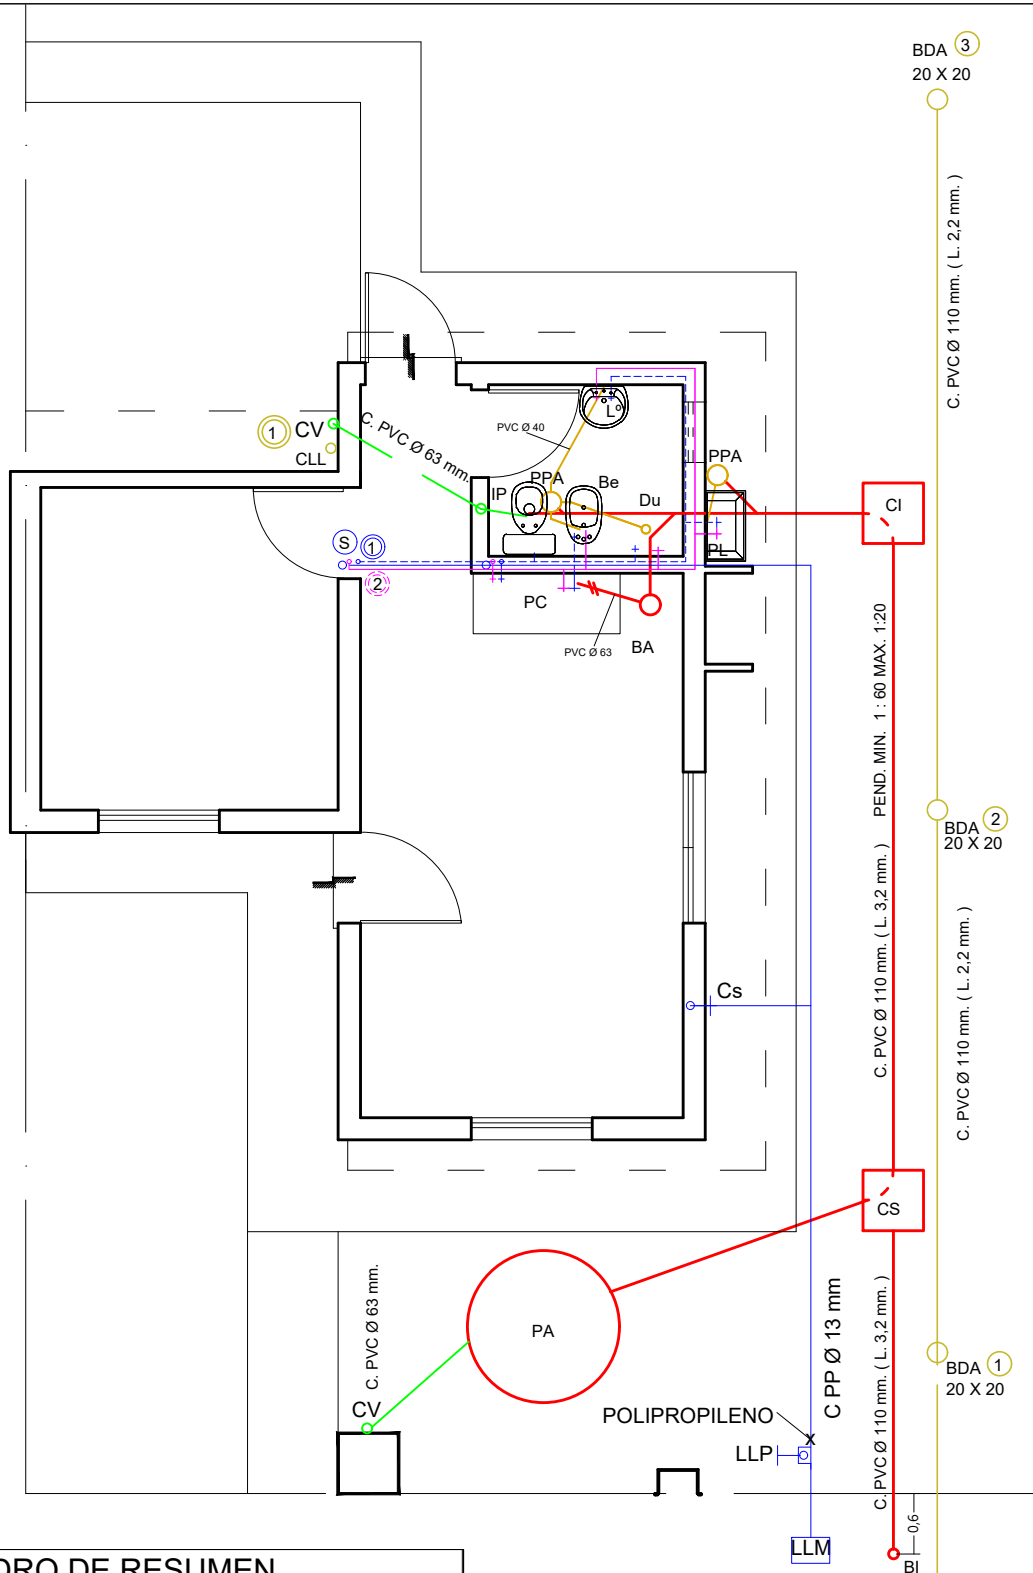 BDA 3
20 X 20
C. PVC Ø 110 mm. ( L. 2,2 mm. )
1 CV
CLL
C. PVC Ø 63 mm.
PVC Ø 40
L
IP
PPA
Be
Du
PPA
PL
CI
S 1
2
PC
PVC Ø 63
BA
C. PVC Ø 110 mm. ( L. 3,2 mm. ) PEND. MIN. 1 : 60 MAX. 1:20
BDA 2
20 X 20
C. PVC Ø 110 mm. ( L. 2,2 mm. )
Cs
CS
C. PVC Ø 63 mm.
PA
CV
C PP Ø 13 mm
POLIPROPILENO
X
LLP
LLM
C. PVC Ø 110 mm. ( L. 3,2 mm. )
BDA 1
20 X 20
0,6
BI
DRO DE RESUMEN